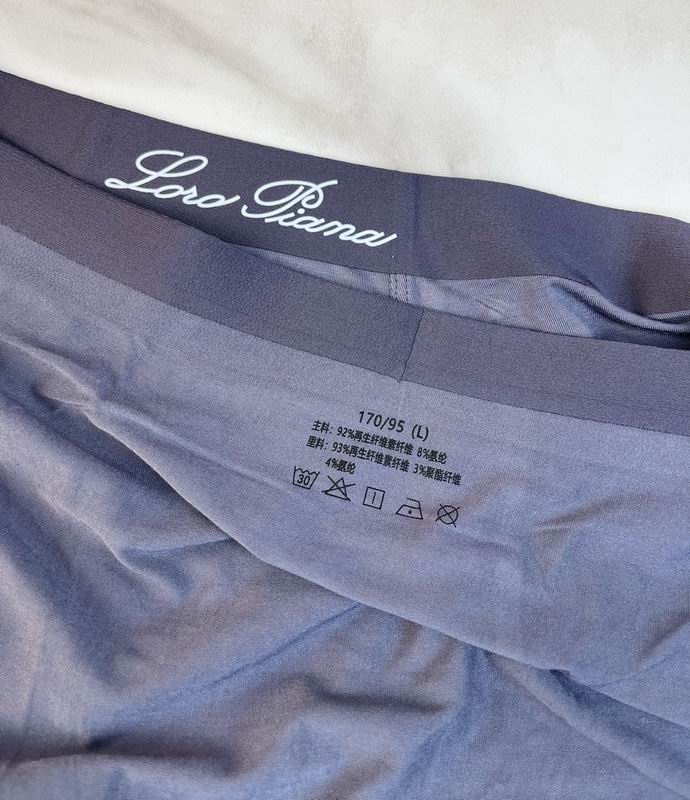 Loro Piana
170/95 (L)
主料: 92%再生纤维素纤维 8%氨纶
里料: 93%再生纤维素纤维 3%聚酯纤维
4%氨纶
30